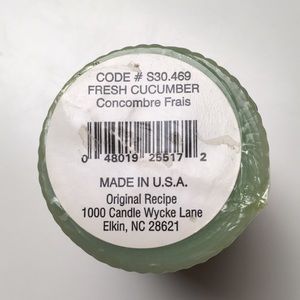 CODE # S30.469
FRESH CUCUMBER
Concombre Frais
0 48019 25517 2
MADE IN U.S.A.
Original Recipe
1000 Candle Wycke Lane
Elkin, NC 28621